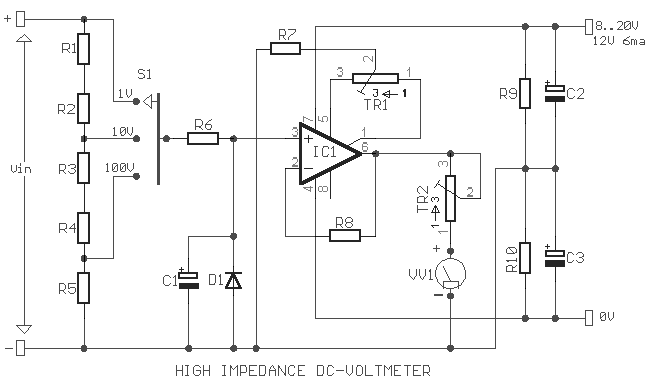 +
8..20V
12V 6ma
R7
2
R1
S1
3
1
1V
3 1
TR1
R9
+
C2
R2
7
5
10V
R6
3
+
1
IC1
6
Vin
R3
100V
2
-
3
4
8
TR2
1 3
2
R4
R8
1
R10
+
C3
+
R5
+
C1
D1
VV1
-
0V
-
HIGH IMPEDANCE DC-VOLTMETER